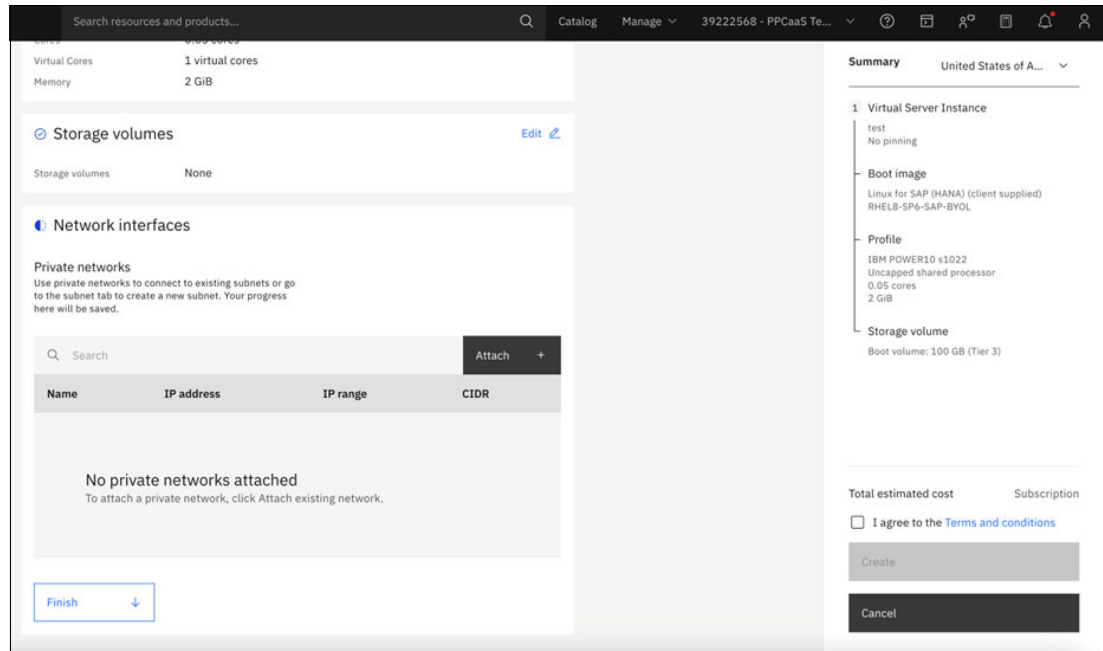 Search resources and products...
Catalog
Manage
39222568 - PPCaaS Te...
Cores 0.05 cores
Virtual Cores 1 virtual cores
Memory 2 GiB
Storage volumes
Edit
Storage volumes None
Network interfaces
Private networks
Use private networks to connect to existing subnets or go
to the subnet tab to create a new subnet. Your progress
here will be saved.
Search
Attach +
Name IP address IP range CIDR
No private networks attached
To attach a private network, click Attach existing network.
Finish
Summary
United States of A...
1 Virtual Server Instance
test
No pinning
Boot image
Linux for SAP (HANA) (client supplied)
RHEL8-SP6-SAP-BYOL
Profile
IBM POWER10 s1022
Uncapped shared processor
0.05 cores
2 GiB
Storage volume
Boot volume: 100 GB (Tier 3)
Total estimated cost Subscription
I agree to the Terms and conditions
Create
Cancel